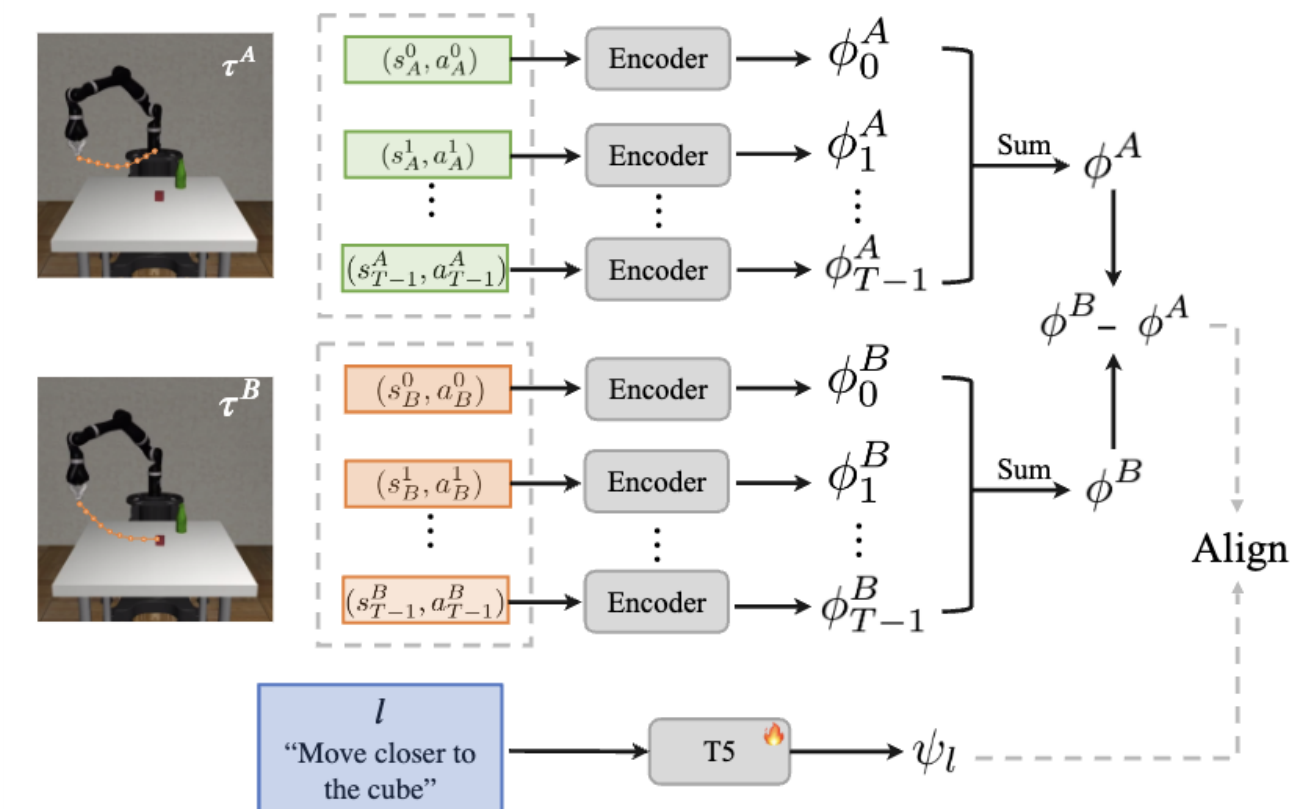 τ^A
(s_A^0, a_A^0) Encoder ϕ_0^A
(s_A^1, a_A^1) Encoder ϕ_1^A
Sum ϕ^A
⋮ ⋮ ⋮
(s_{T−1}^A, a_{T−1}^A) Encoder ϕ_{T−1}^A
ϕ^B – ϕ^A
τ^B
(s_B^0, a_B^0) Encoder ϕ_0^B
(s_B^1, a_B^1) Encoder ϕ_1^B
Sum ϕ^B
⋮ ⋮ ⋮
(s_{T−1}^B, a_{T−1}^B) Encoder ϕ_{T−1}^B
Align
l
“Move closer to
the cube”
T5
ψ_l